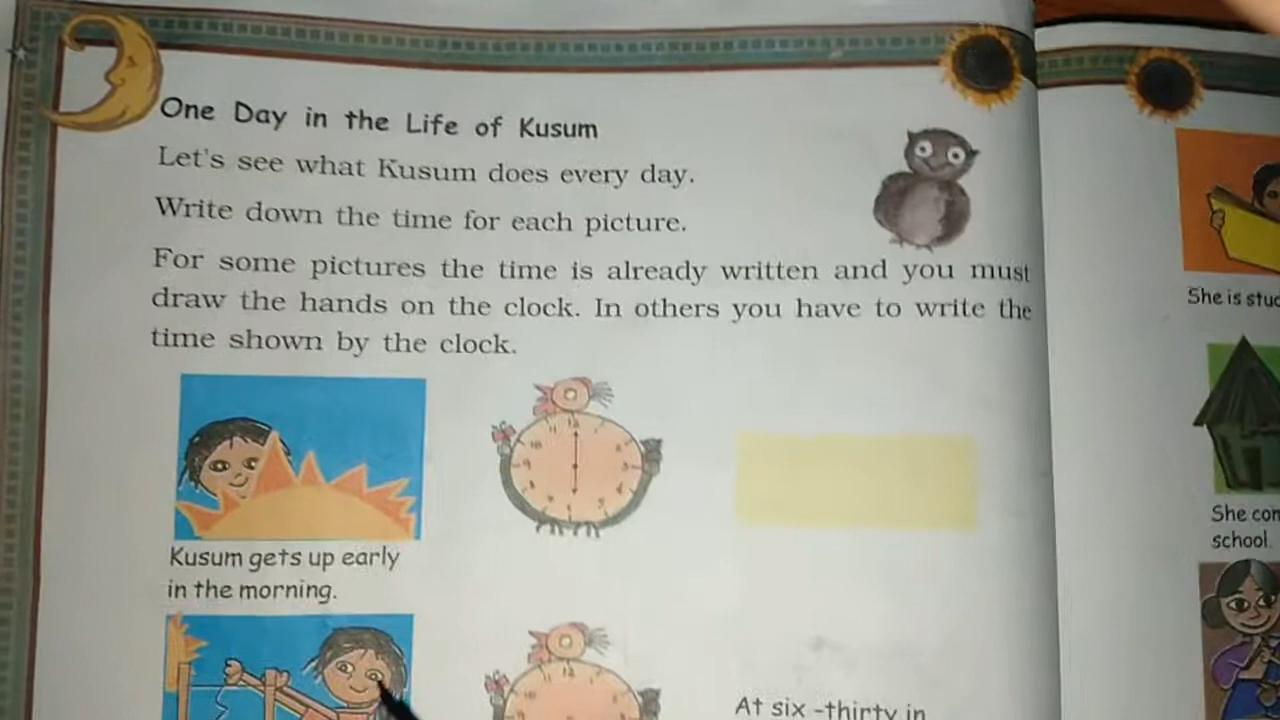 One Day in the Life of Kusum
Let's see what Kusum does every day.
Write down the time for each picture.
For some pictures the time is already written and you must
draw the hands on the clock. In others you have to write the
time shown by the clock.
Kusum gets up early
in the morning.
At six -thirty in
She is
She
school.